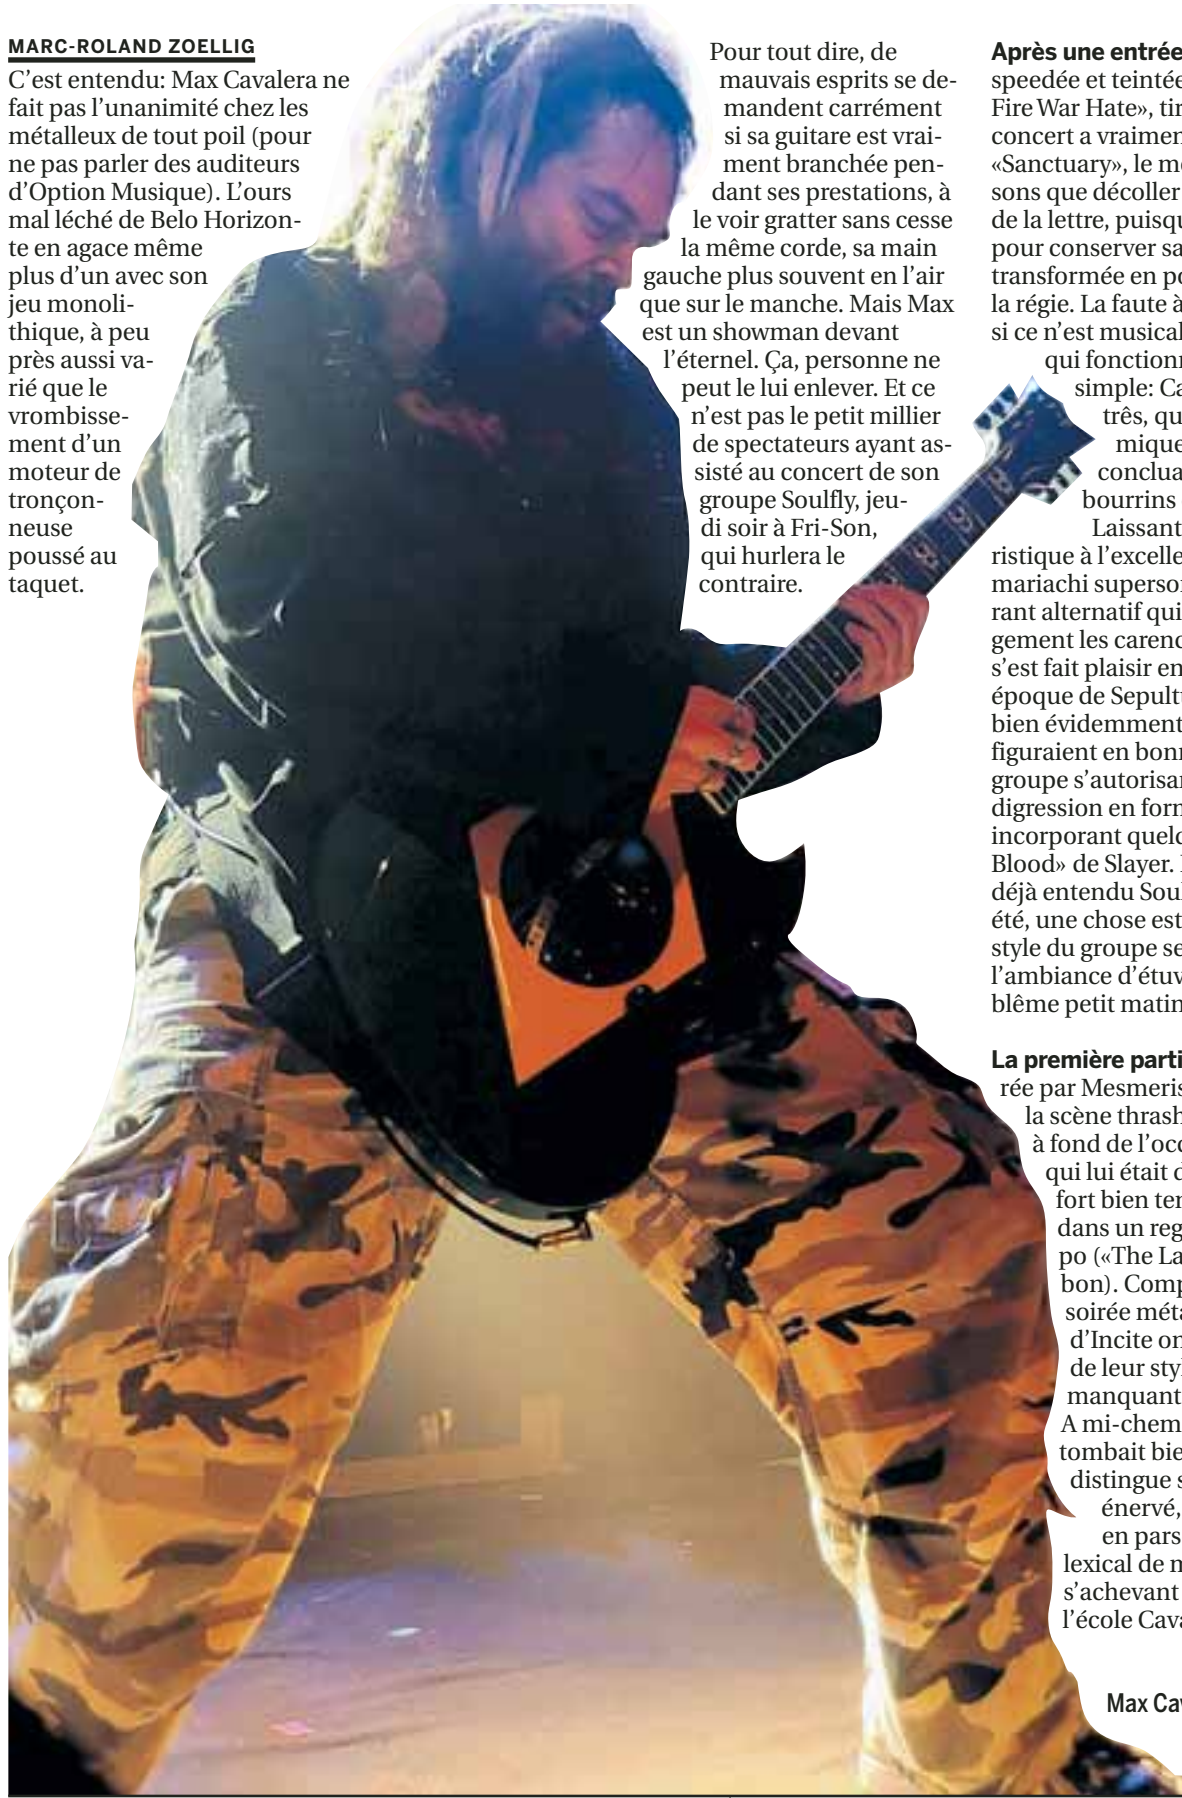 MARC-ROLAND ZOELLIG
C’est entendu: Max Cavalera ne
fait pas l’unanimité chez les
métalleux de tout poil (pour
ne pas parler des auditeurs
d’Option Musique). L’ours
mal léché de Belo Horizon-
te en agace même
plus d’un avec son
jeu monoli-
thique, à peu
près aussi va-
rié que le
vrombisse-
ment d’un
moteur de
tronçon-
neuse
poussé au
taquet.
Pour tout dire, de
mauvais esprits se de-
mandent carrément
si sa guitare est vrai-
ment branchée pen-
dant ses prestations, à
le voir gratter sans cesse
la même corde, sa main
gauche plus souvent en l’air
que sur le manche. Mais Max
est un showman devant
l’éternel. Ça, personne ne
peut le lui enlever. Et ce
n’est pas le petit millier
de spectateurs ayant as-
sisté au concert de son
groupe Soulfly, jeu-
di soir à Fri-Son,
qui hurlera le
contraire.
Après une entrée
speedée et teintée
Fire War Hate», tir
concert a vraimen
«Sanctuary», le mo
sons que décoller
de la lettre, puisqu
pour conserver sa
transformée en po
la régie. La faute à
si ce n’est musical
qui fonctionn
simple: Ca
très, qu
mique
conclua
bourrins
Laissant
ristique à l’excelle
mariachi superson
rant alternatif qui
gement les carenc
s’est fait plaisir en
époque de Sepultu
bien évidemment
figuraient en bonn
groupe s’autorisan
digression en form
incorporant quelq
Blood» de Slayer.
déjà entendu Soul
été, une chose est
style du groupe se
l’ambiance d’étuv
blême petit matin
La première parti
rée par Mesmeris
la scène thrash
à fond de l’occ
qui lui était d
fort bien ten
dans un reg
po («The La
bon). Comp
soirée méta
d’Incite on
de leur styl
manquant
A mi-chem
tombait bie
distingue s
énervé,
en pars
lexical de m
s’achevant
l’école Cava
Max Cav